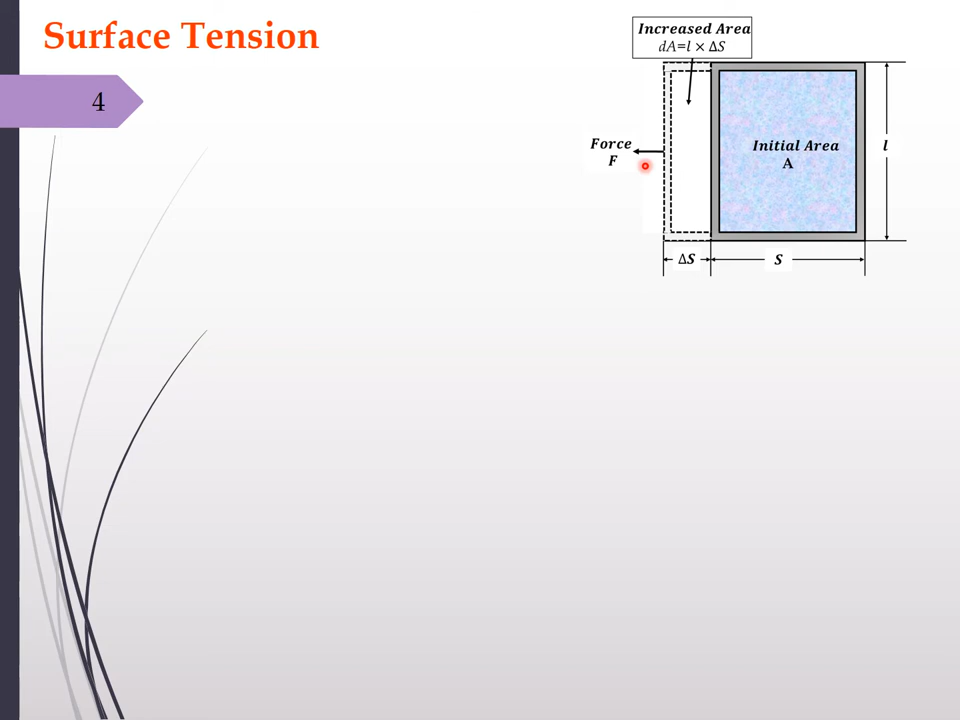 Surface Tension
4
Increased Area
dA=l × ΔS
Force
F
Initial Area
A
l
ΔS
S